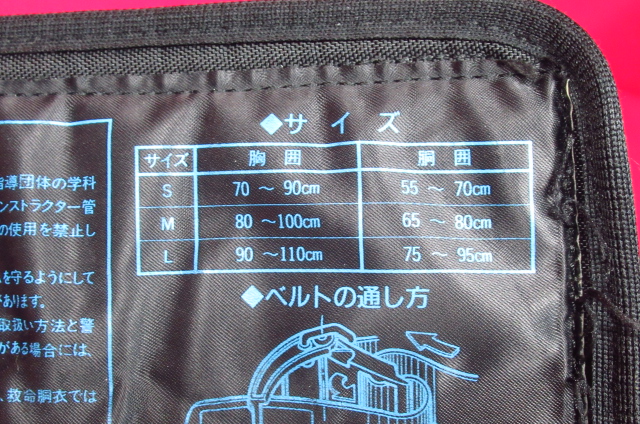 指導団体の学科
ンストラクター管
の使用を禁止し
を守るようにして
があります。
取扱い方法と警
がある場合には、
、救命胴衣では
◆サイズ
サイズ 胸囲 胴囲
S 70～90cm 55～70cm
M 80～100cm 65～80cm
L 90～110cm 75～95cm
◆ベルトの通し方